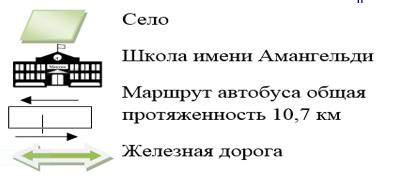 Село
Школа имени Амангельди
Маршрут автобуса общая
протяженность 10,7 км
Железная дорога